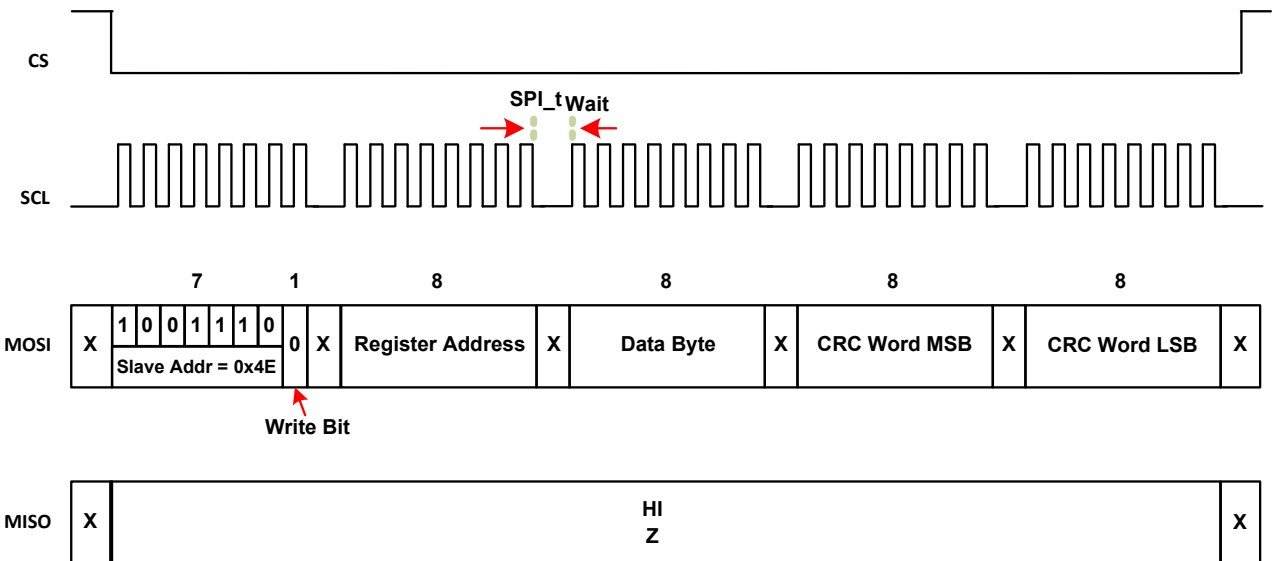 CS
SPI_t Wait
SCL
7 1 8 8 8 8
MOSI X 1 0 0 1 1 1 0 0 X Register Address X Data Byte X CRC Word MSB X CRC Word LSB X
Slave Addr = 0x4E
Write Bit
MISO X HI X
Z